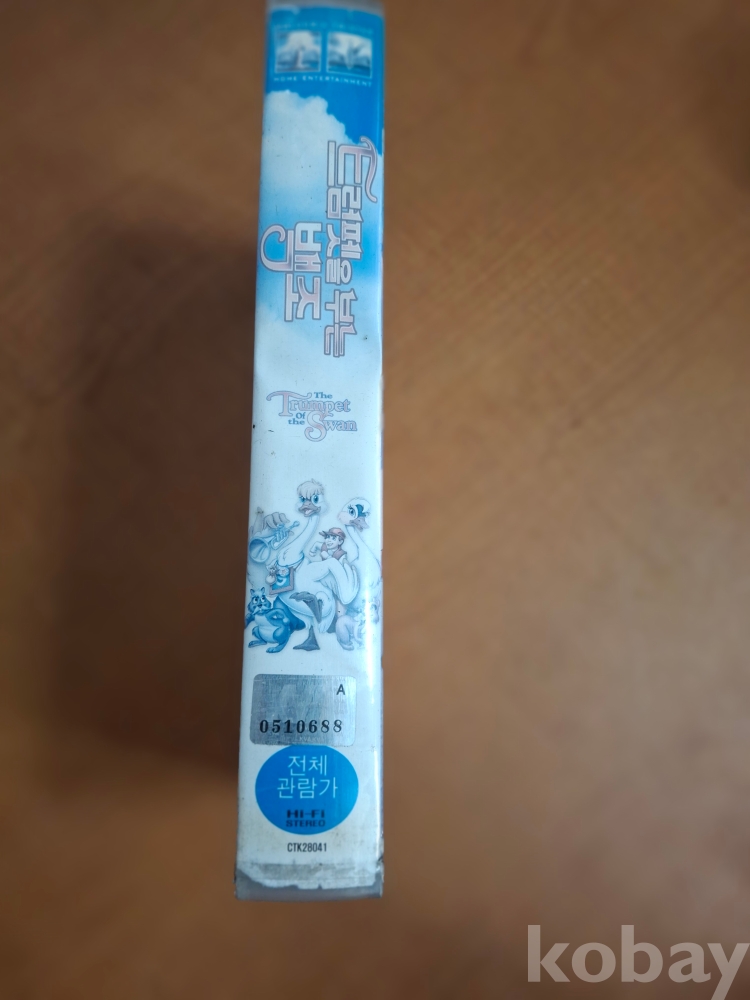 HOME ENTERTAINMENT
트럼펫을 부는
백조
The
Trumpet
Of
the Swan
A
0510688
전체
관람가
Hi-Fi
STEREO
CTK28041
kobay